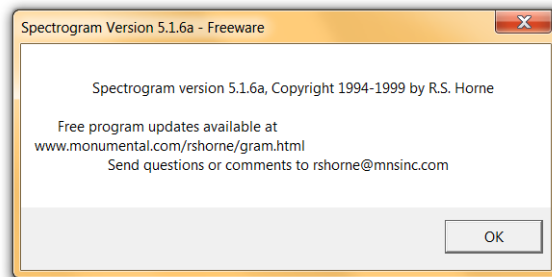 Spectrogram Version 5.1.6a - Freeware
Spectrogram version 5.1.6a, Copyright 1994-1999 by R.S. Horne
Free program updates available at
www.monumental.com/rshorne/gram.html
Send questions or comments to rshorne@mnsinc.com
OK